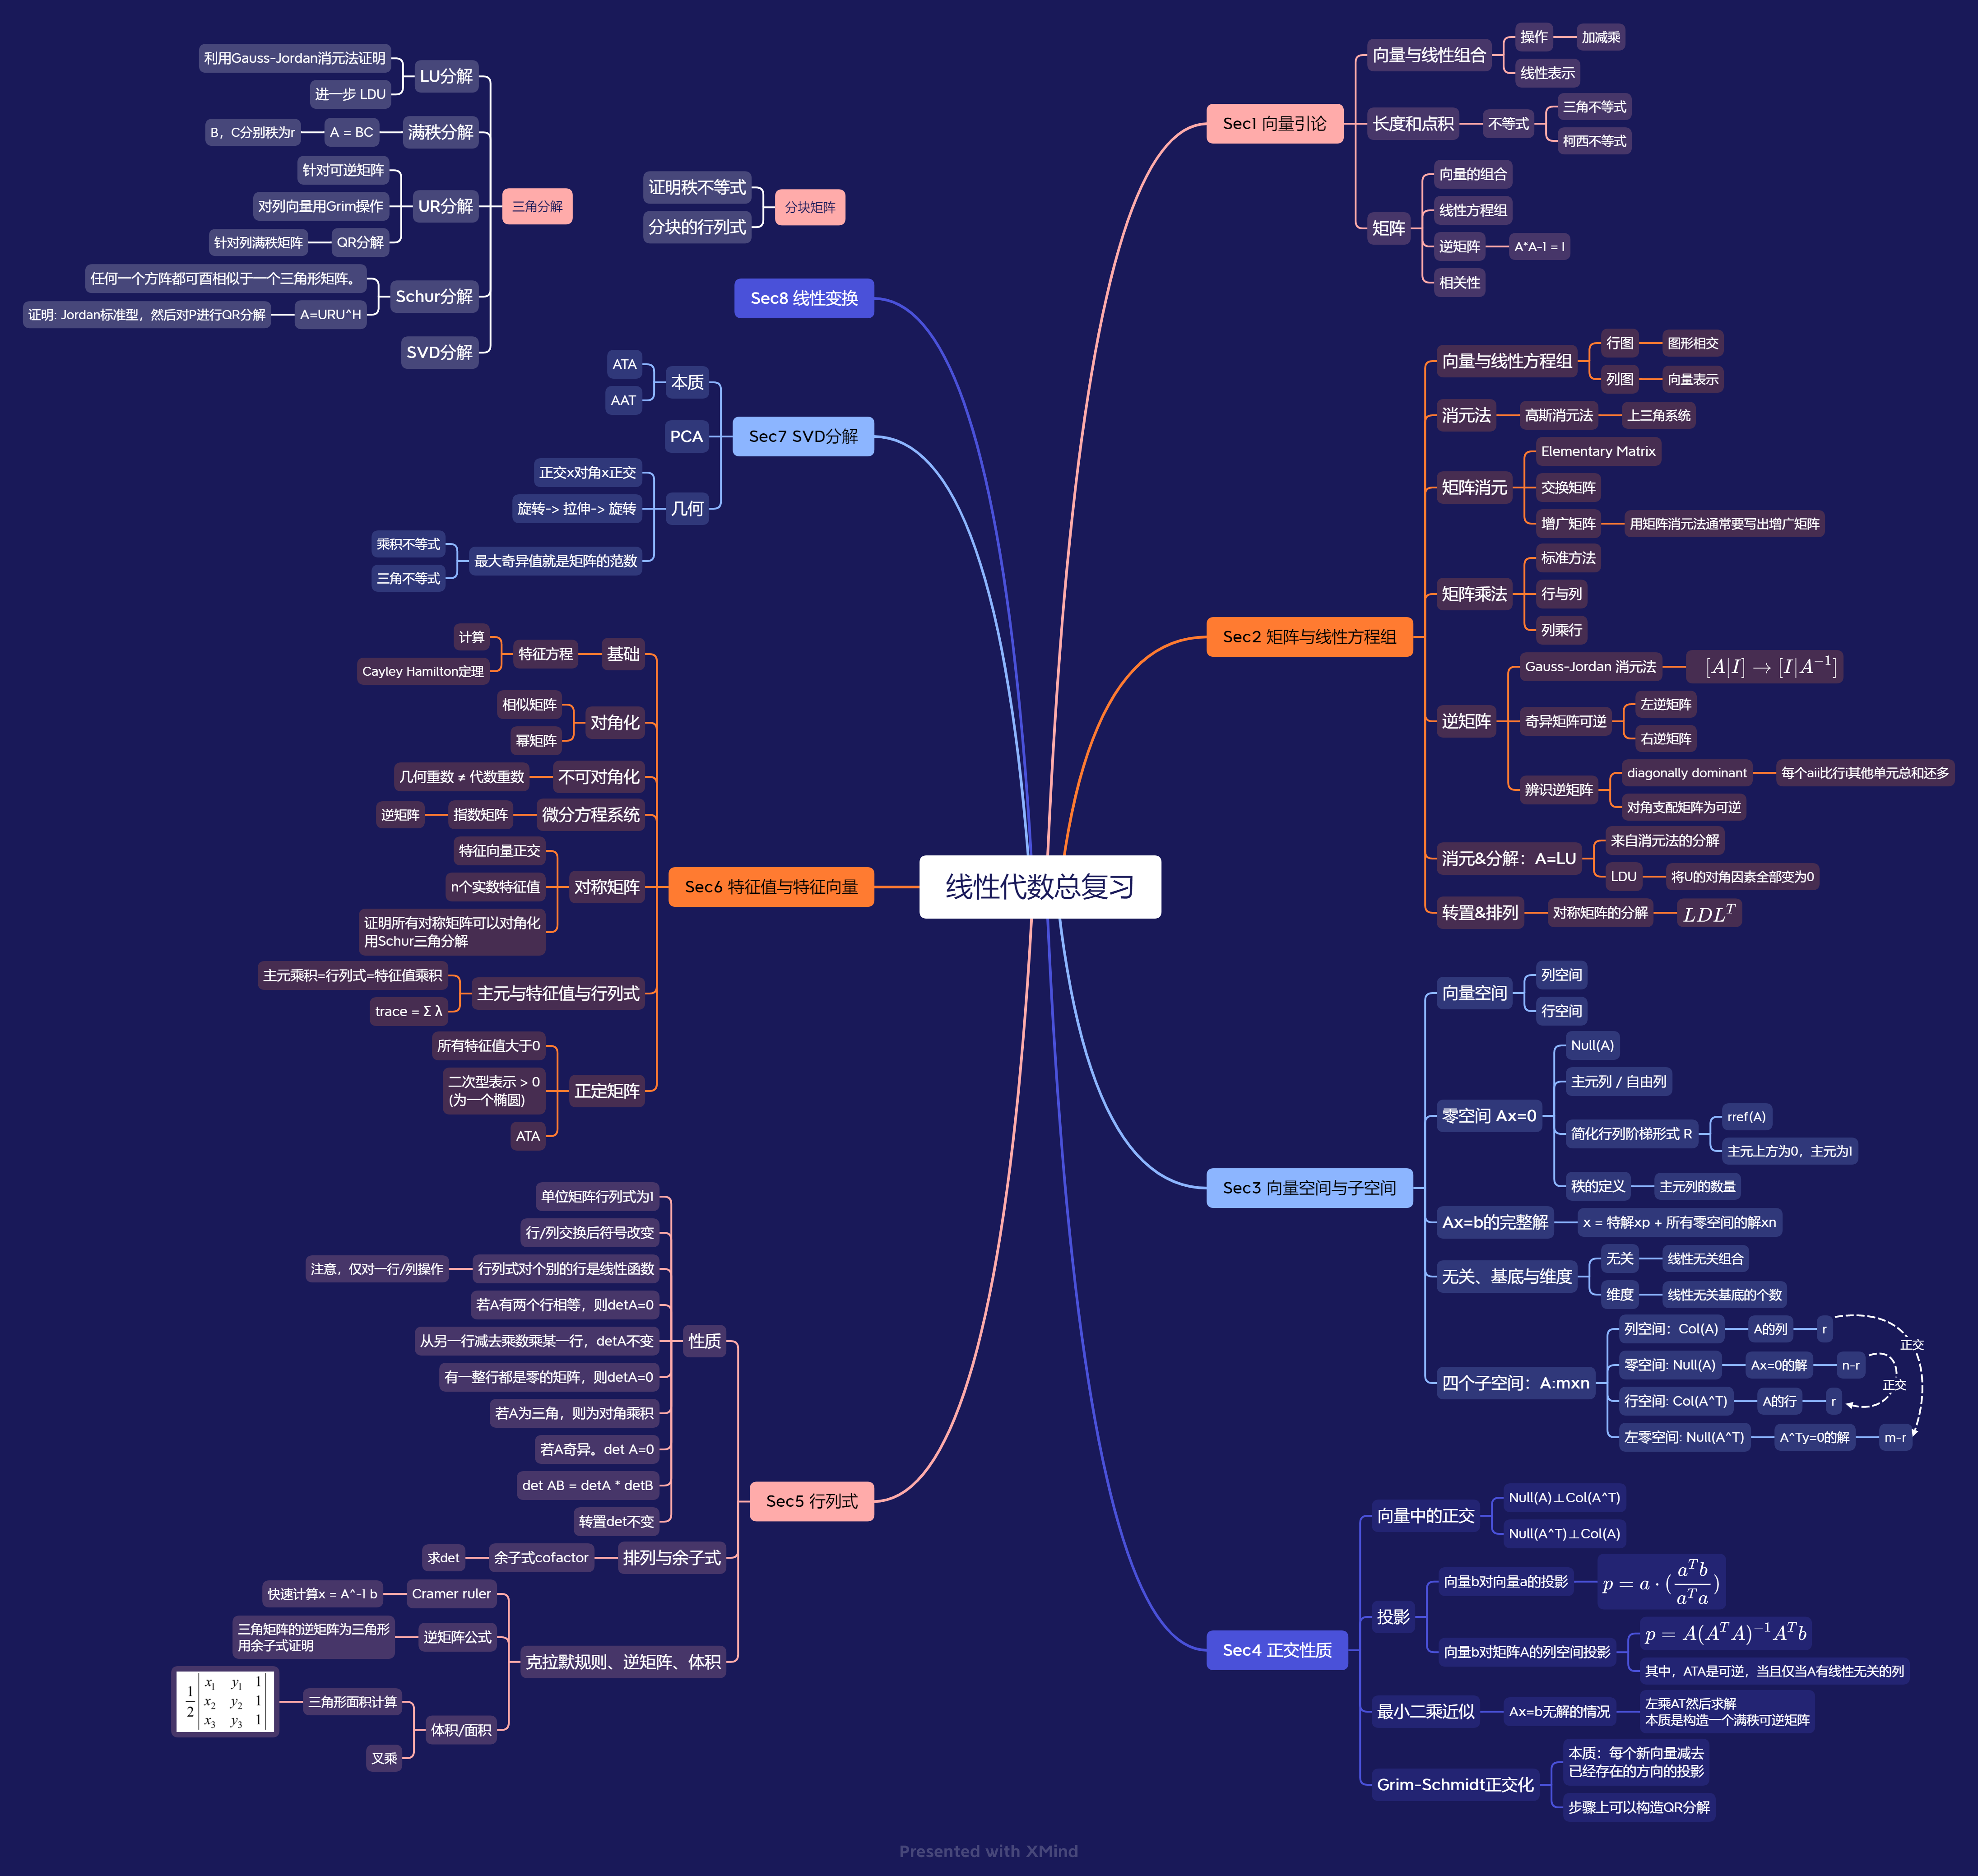 线性代数总复习
Sec1 向量引论
向量与线性组合
操作
加减乘
线性表示
长度和点积
不等式
三角不等式
柯西不等式
矩阵
向量的组合
线性方程组
逆矩阵
A*A-1 = I
相关性
Sec2 矩阵与线性方程组
向量与线性方程组
行图
图形相交
列图
向量表示
消元法
高斯消元法
上三角系统
矩阵消元
Elementary Matrix
交换矩阵
增广矩阵
用矩阵消元法通常要写出增广矩阵
矩阵乘法
标准方法
行与列
列乘行
逆矩阵
Gauss-Jordan 消元法
[A|I] → [I|A⁻¹]
奇异矩阵可逆
左逆矩阵
右逆矩阵
辨识逆矩阵
diagonally dominant
每个aii比行i其他单元总和还多
对角支配矩阵为可逆
消元&分解：A=LU
来自消元法的分解
LDU
将U的对角因素全部变为0
转置&排列
对称矩阵的分解
LDL^T
Sec3 向量空间与子空间
向量空间
列空间
行空间
零空间 Ax=0
Null(A)
主元列 / 自由列
简化行列阶梯形式 R
rref(A)
主元上方为0，主元为1
秩的定义
主元列的数量
Ax=b的完整解
x = 特解xp + 所有零空间的解xn
无关、基底与维度
无关
线性无关组合
维度
线性无关基底的个数
四个子空间：A:mxn
列空间：Col(A)
A的列
r
正交
零空间: Null(A)
Ax=0的解
n-r
正交
行空间: Col(A^T)
A的行
r
左零空间: Null(A^T)
A^Ty=0的解
m-r
Sec4 正交性质
向量中的正交
Null(A)⊥Col(A^T)
Null(A^T)⊥Col(A)
投影
向量b对向量a的投影
p = a · (a^T b / a^T a)
向量b对矩阵A的列空间投影
p = A(A^T A)⁻¹A^T b
其中，ATA是可逆，当且仅当A有线性无关的列
最小二乘近似
Ax=b无解的情况
左乘AT然后求解
本质是构造一个满秩可逆矩阵
Grim-Schmidt正交化
本质：每个新向量减去
已经存在的方向的投影
步骤上可以构造QR分解
Sec5 行列式
性质
单位矩阵行列式为1
行/列交换后符号改变
行列式对个别的行是线性函数
注意，仅对一行/列操作
若A有两个行相等，则detA=0
从另一行减去乘数乘某一行，detA不变
有一整行都是零的矩阵，则detA=0
若A为三角，则为对角乘积
若A奇异。det A=0
det AB = detA * detB
转置det不变
排列与余子式
余子式cofactor
求det
克拉默规则、逆矩阵、体积
Cramer ruler
快速计算x = A^-1 b
逆矩阵公式
三角矩阵的逆矩阵为三角形
用余子式证明
体积/面积
三角形面积计算
1/2 |x₁ y₁ 1|
|x₂ y₂ 1|
|x₃ y₃ 1|
叉乘
Sec6 特征值与特征向量
基础
特征方程
计算
Cayley Hamilton定理
对角化
相似矩阵
幂矩阵
不可对角化
几何重数 ≠ 代数重数
微分方程系统
指数矩阵
逆矩阵
对称矩阵
特征向量正交
n个实数特征值
证明所有对称矩阵可以对角化
用Schur三角分解
主元与特征值与行列式
主元乘积=行列式=特征值乘积
trace = Σ λ
正定矩阵
所有特征值大于0
二次型表示 > 0
(为一个椭圆)
ATA
Sec7 SVD分解
本质
ATA
AAT
PCA
几何
正交x对角x正交
旋转-> 拉伸-> 旋转
最大奇异值就是矩阵的范数
乘积不等式
三角不等式
Sec8 线性变换
分块矩阵
证明秩不等式
分块的行列式
三角分解
LU分解
利用Gauss-Jordan消元法证明
进一步 LDU
满秩分解
A = BC
B，C分别秩为r
UR分解
针对可逆矩阵
对列向量用Grim操作
QR分解
针对列满秩矩阵
Schur分解
任何一个方阵都可酉相似于一个三角形矩阵。
A=URU^H
证明: Jordan标准型，然后对P进行QR分解
SVD分解
Presented with XMind